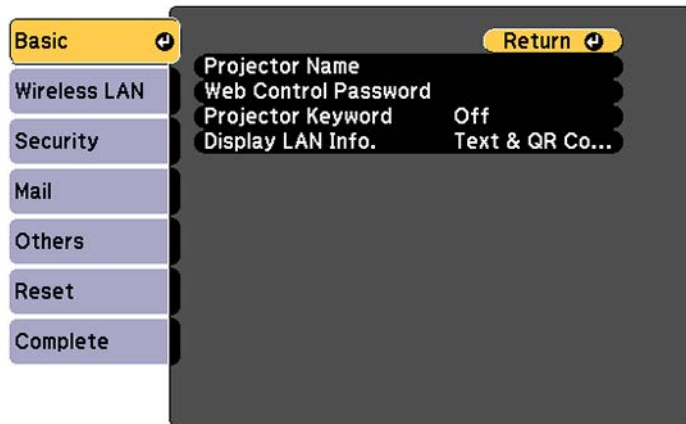 Basic
Return
Projector Name
Wireless LAN
Web Control Password
Projector Keyword Off
Security
Display LAN Info. Text & QR Co...
Mail
Others
Reset
Complete